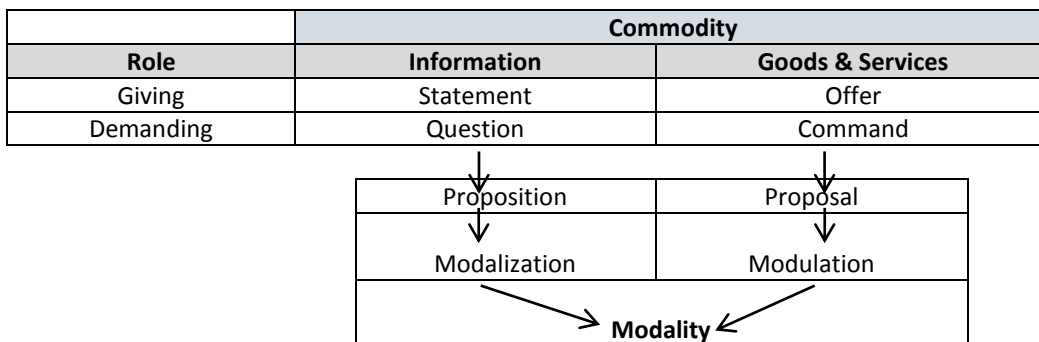 Commodity
Role Information Goods & Services
Giving Statement Offer
Demanding Question Command
Proposition Proposal
Modalization Modulation
Modality